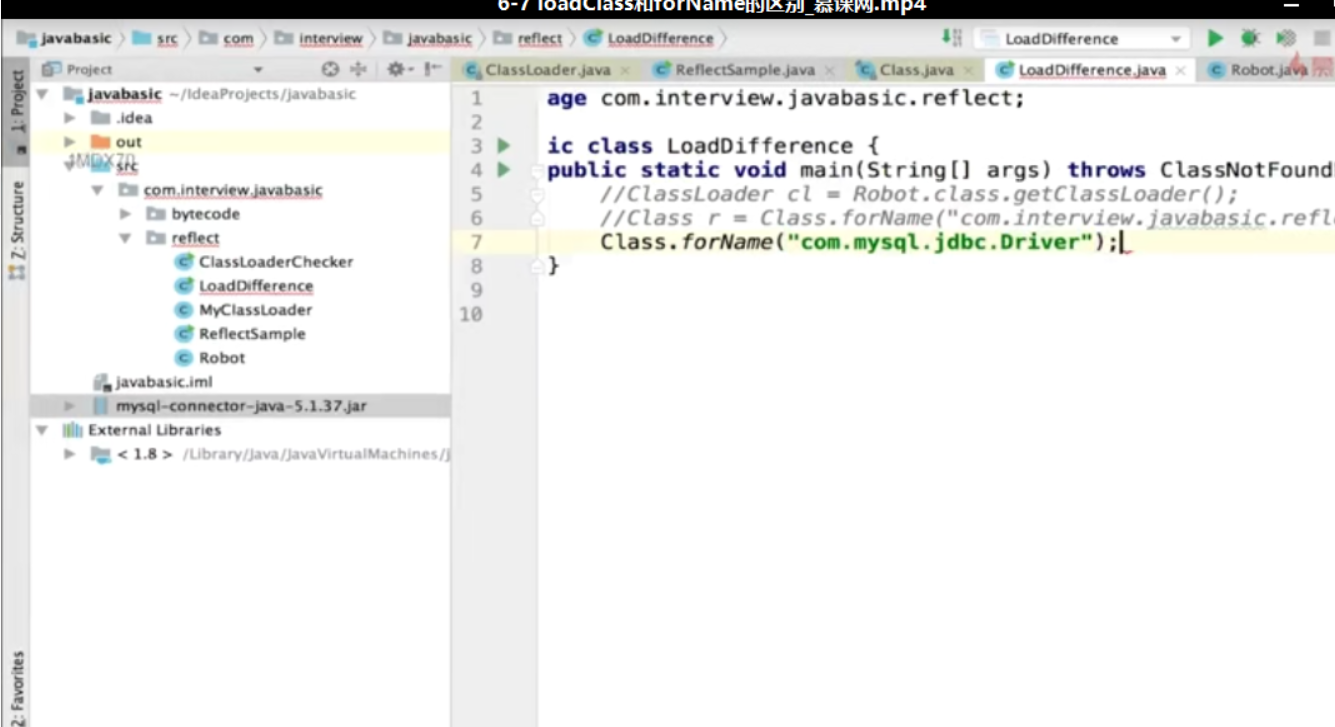 6-7 loadClass和forName的区别_慕课网.mp4
javabasic src com interview javabasic reflect LoadDifference LoadDifference
1: Project
Project
ClassLoader.java ReflectSample.java Class.java LoadDifference.java Robot.java
javabasic ~/IdeaProjects/javabasic
.idea
out
src
com.interview.javabasic
bytecode
reflect
ClassLoaderChecker
LoadDifference
MyClassLoader
ReflectSample
Robot
javabasic.iml
mysql-connector-java-5.1.37.jar
External Libraries
< 1.8 > /Library/Java/JavaVirtualMachines/j
Z: Structure
2: Favorites
1 age com.interview.javabasic.reflect;
2
3 ic class LoadDifference {
4 public static void main(String[] args) throws ClassNotFound
5 //ClassLoader cl = Robot.class.getClassLoader();
6 //Class r = Class.forName("com.interview.javabasic.refle
7 Class.forName("com.mysql.jdbc.Driver");
8 }
9
10